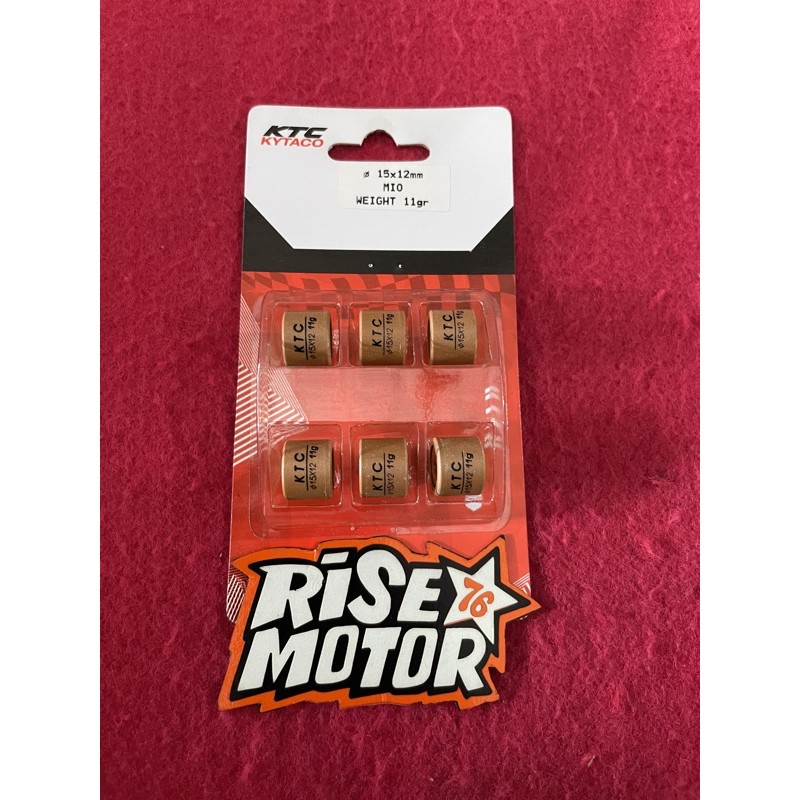 KTC
KYTACO
ø 15x12mm
MIO
WEIGHT 11gr
KTC
ø15X12 11g
KTC
ø15X12 11g
KTC
ø15X12 11g
KTC
ø15X12 11g
KTC
ø15X12 11g
KTC
ø15X12 11g
RiSE 76
MOTOR